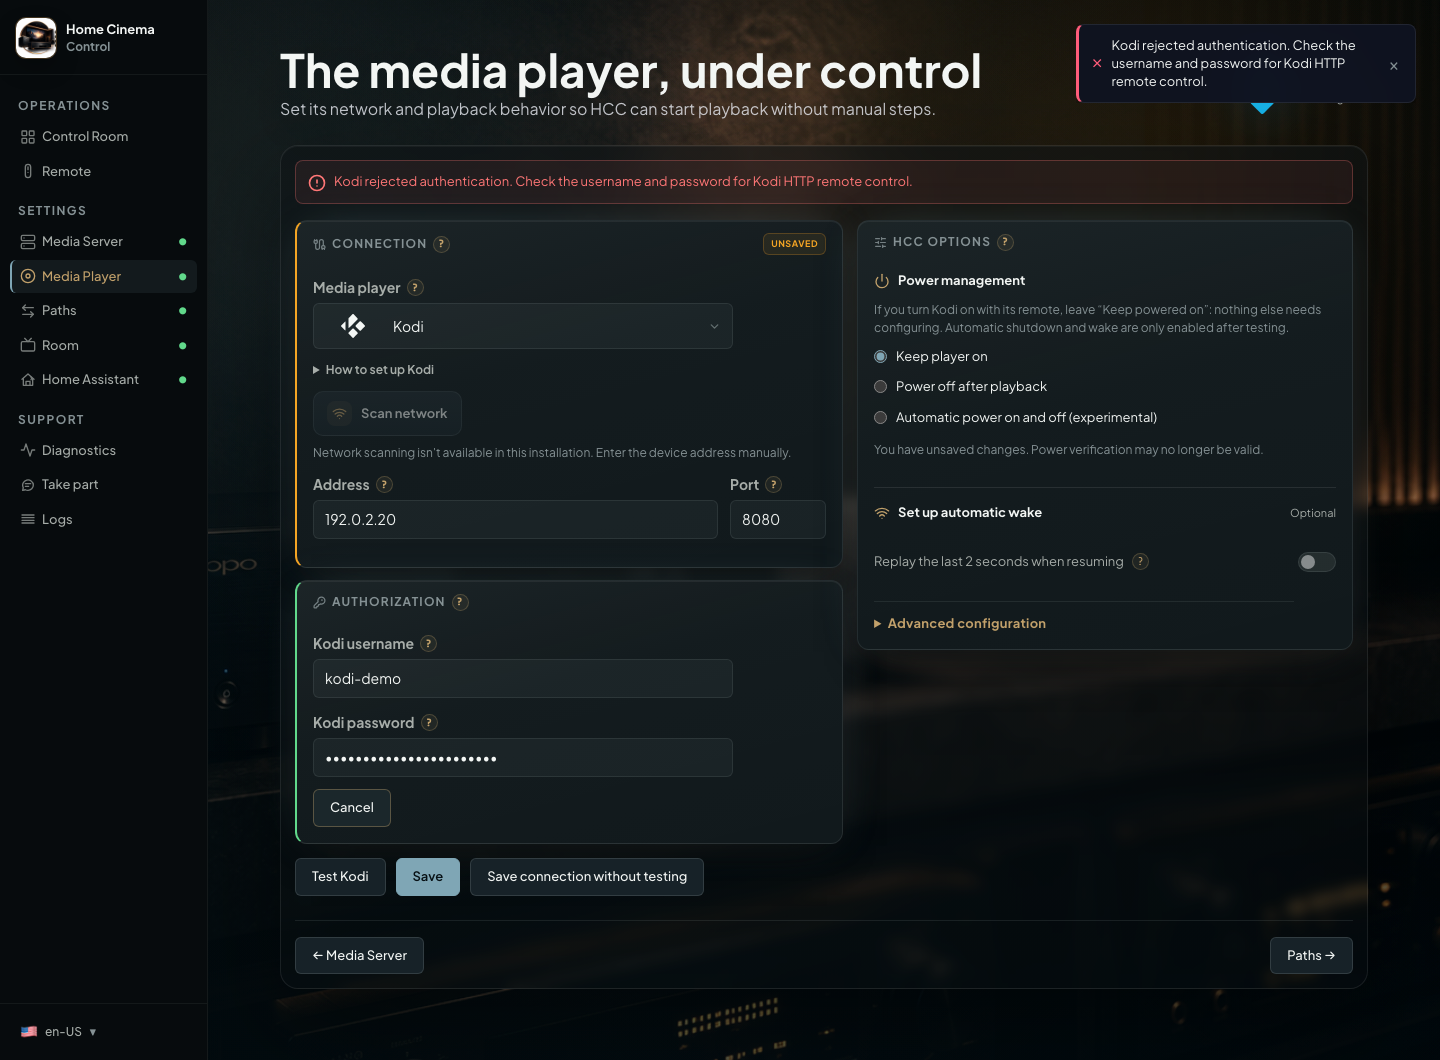 Home Cinema
Control
OPERATIONS
Control Room
Remote
SETTINGS
Media Server
Media Player
Paths
Room
Home Assistant
SUPPORT
Diagnostics
Take part
Logs
en-US ▾
The media player, under control
Set its network and playback behavior so HCC can start playback without manual steps.
Kodi rejected authentication. Check the
username and password for Kodi HTTP
remote control.
Kodi rejected authentication. Check the username and password for Kodi HTTP remote control.
CONNECTION ?
UNSAVED
Media player ?
Kodi
How to set up Kodi
Scan network
Network scanning isn't available in this installation. Enter the device address manually.
Address ?
Port ?
192.0.2.20
8080
AUTHORIZATION ?
Kodi username ?
kodi-demo
Kodi password ?
•••••••••••••••••••••••
Cancel
Test Kodi
Save
Save connection without testing
← Media Server
Paths →
HCC OPTIONS ?
Power management
If you turn Kodi on with its remote, leave “Keep powered on”: nothing else needs
configuring. Automatic shutdown and wake are only enabled after testing.
Keep player on
Power off after playback
Automatic power on and off (experimental)
You have unsaved changes. Power verification may no longer be valid.
Set up automatic wake
Optional
Replay the last 2 seconds when resuming ?
Advanced configuration
oppo